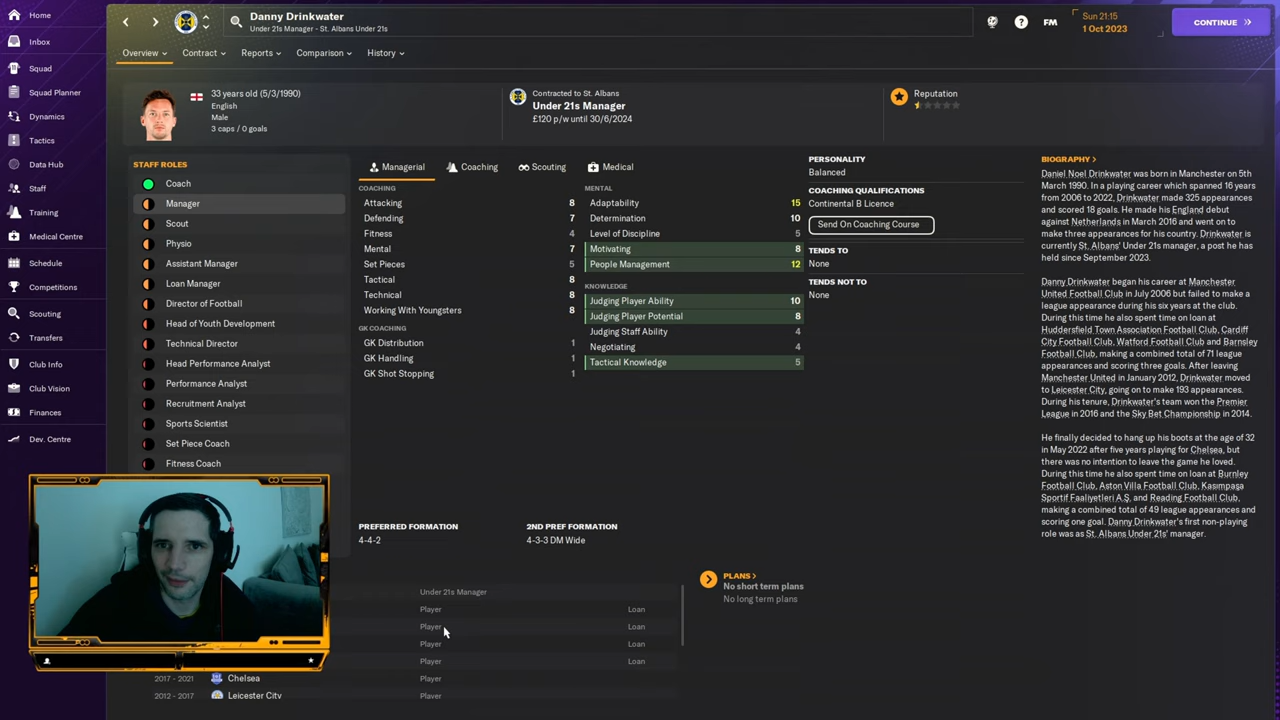 Home
Inbox
Squad
Squad Planner
Dynamics
Tactics
Data Hub
Staff
Training
Medical Centre
Schedule
Competitions
Scouting
Transfers
Club Info
Club Vision
Finances
Dev. Centre
Danny Drinkwater
Under 21s Manager - St. Albans Under 21s
FM
Sun 21:15
1 Oct 2023
CONTINUE
Overview
Contract
Reports
Comparison
History
33 years old (5/3/1990)
English
Male
3 caps / 0 goals
Contracted to St. Albans
Under 21s Manager
£120 p/w until 30/6/2024
Reputation
STAFF ROLES
Coach
Manager
Scout
Physio
Assistant Manager
Loan Manager
Director of Football
Head of Youth Development
Technical Director
Head Performance Analyst
Performance Analyst
Recruitment Analyst
Sports Scientist
Set Piece Coach
Fitness Coach
Managerial
Coaching
Scouting
Medical
COACHING
Attacking 8
Defending 7
Fitness 4
Mental 7
Set Pieces 5
Tactical 8
Technical 8
Working With Youngsters 8
GK COACHING
GK Distribution 1
GK Handling 1
GK Shot Stopping 1
MENTAL
Adaptability 15
Determination 10
Level of Discipline 5
Motivating 8
People Management 12
KNOWLEDGE
Judging Player Ability 10
Judging Player Potential 8
Judging Staff Ability 4
Negotiating 4
Tactical Knowledge 5
PERSONALITY
Balanced
COACHING QUALIFICATIONS
Continental B Licence
Send On Coaching Course
TENDS TO
None
TENDS NOT TO
None
BIOGRAPHY >
Daniel Noel Drinkwater was born in Manchester on 5th
March 1990. In a playing career which spanned 16 years
from 2006 to 2022, Drinkwater made 325 appearances
and scored 18 goals. He made his England debut
against Netherlands in March 2016 and went on to
make three appearances for his country. Drinkwater is
currently St. Albans' Under 21s manager, a post he has
held since September 2023.
Danny Drinkwater began his career at Manchester
United Football Club in July 2006 but failed to make a
league appearance during his six years at the club.
During this time he also spent time on loan at
Huddersfield Town Association Football Club, Cardiff
City Football Club, Watford Football Club and Barnsley
Football Club, making a combined total of 71 league
appearances and scoring three goals. After leaving
Manchester United in January 2012, Drinkwater moved
to Leicester City, going on to make 193 appearances.
During his tenure, Drinkwater's team won the Premier
League in 2016 and the Sky Bet Championship in 2014.
He finally decided to hang up his boots at the age of 32
in May 2022 after five years playing for Chelsea, but
there was no intention to leave the game he loved.
During this time he also spent time on loan at Burnley
Football Club, Aston Villa Football Club, Kasımpaşa
Sportif Faaliyetleri A.Ş. and Reading Football Club,
making a combined total of 49 league appearances and
scoring one goal. Danny Drinkwater's first non-playing
role was as St. Albans Under 21s' manager.
PREFERRED FORMATION
4-4-2
2ND PREF FORMATION
4-3-3 DM Wide
Under 21s Manager
Player Loan
Player Loan
Player Loan
Player Loan
2017 - 2021 Chelsea Player
2012 - 2017 Leicester City Player
PLANS >
No short term plans
No long term plans